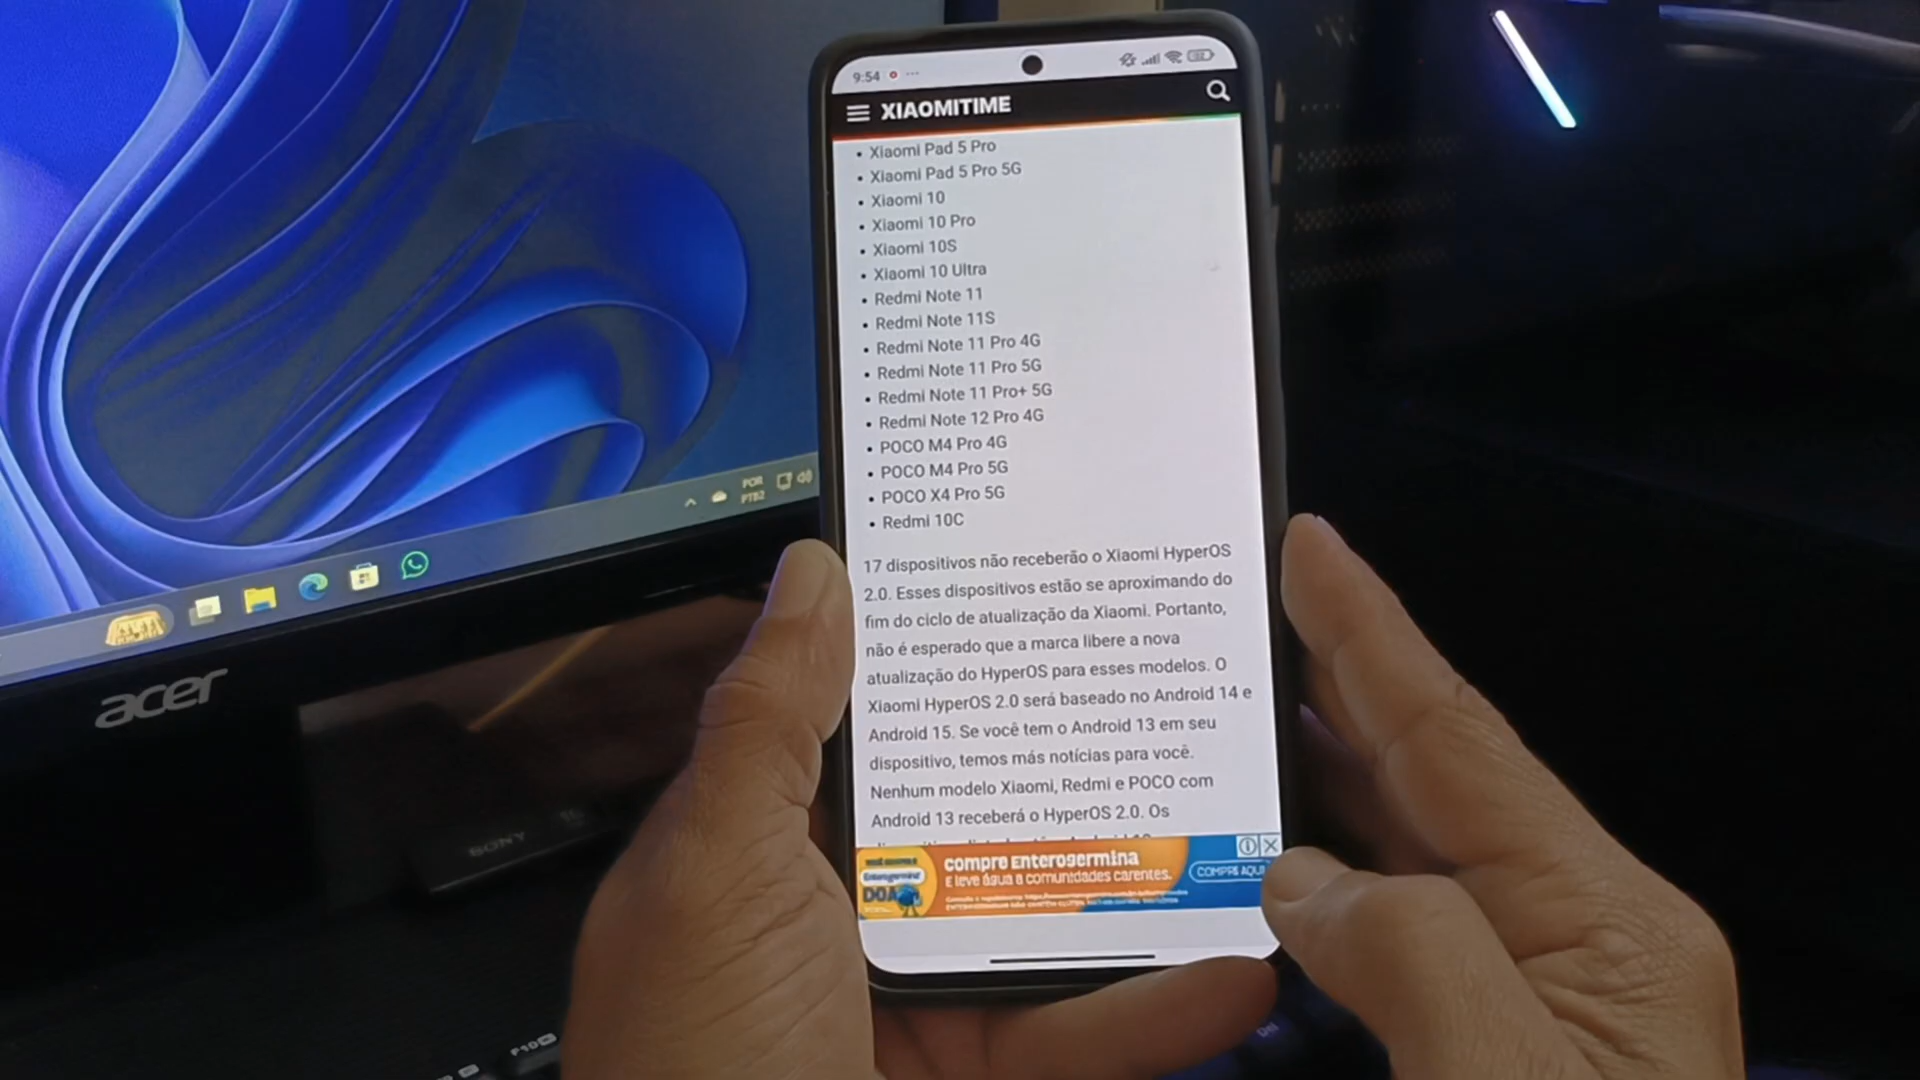 9:54
XIAOMITIME
• Xiaomi Pad 5 Pro
• Xiaomi Pad 5 Pro 5G
• Xiaomi 10
• Xiaomi 10 Pro
• Xiaomi 10S
• Xiaomi 10 Ultra
• Redmi Note 11
• Redmi Note 11S
• Redmi Note 11 Pro 4G
• Redmi Note 11 Pro 5G
• Redmi Note 11 Pro+ 5G
• Redmi Note 12 Pro 4G
• POCO M4 Pro 4G
• POCO M4 Pro 5G
• POCO X4 Pro 5G
• Redmi 10C
17 dispositivos não receberão o Xiaomi HyperOS
2.0. Esses dispositivos estão se aproximando do
fim do ciclo de atualização da Xiaomi. Portanto,
não é esperado que a marca libere a nova
atualização do HyperOS para esses modelos. O
Xiaomi HyperOS 2.0 será baseado no Android 14 e
Android 15. Se você tem o Android 13 em seu
dispositivo, temos más notícias para você.
Nenhum modelo Xiaomi, Redmi e POCO com
Android 13 receberá o HyperOS 2.0. Os
Enterogermina
DOA
Compre Enterogermina
E leve água a comunidades carentes.
COMPRE AQUI
POR
PTB2
acer
SONY
F10
Del